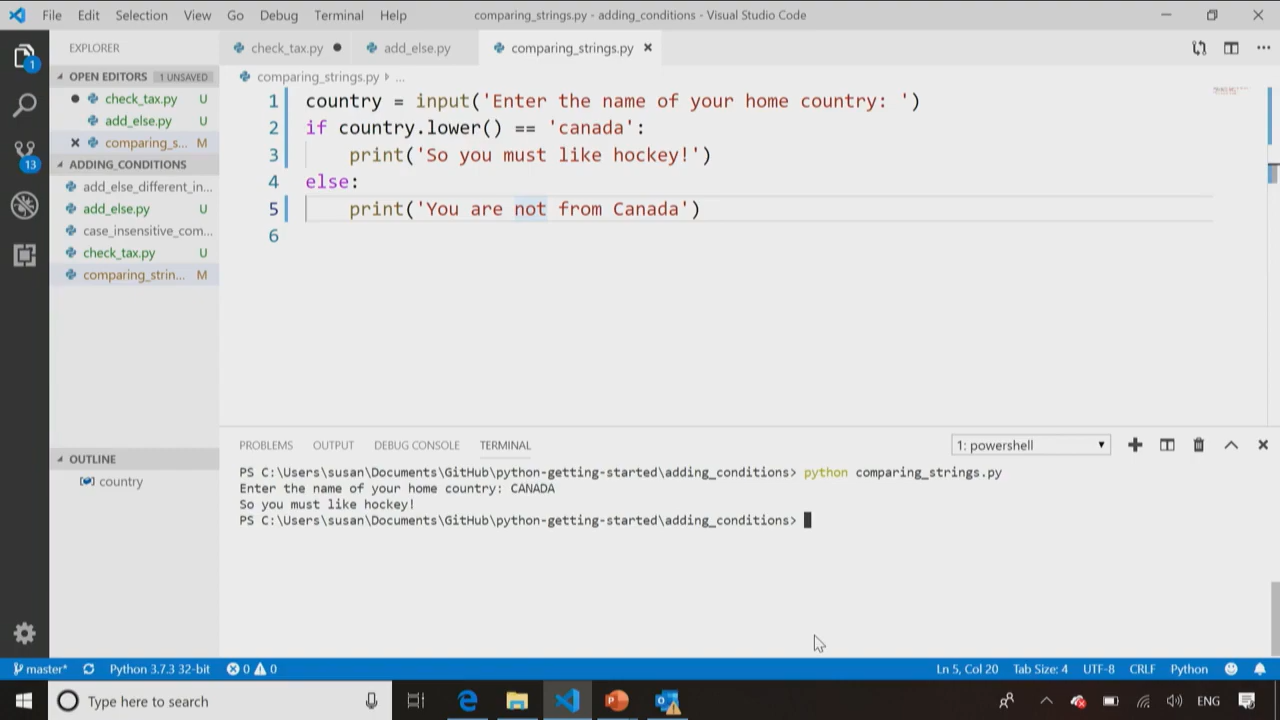 File Edit Selection View Go Debug Terminal Help
comparing_strings.py - adding_conditions - Visual Studio Code
EXPLORER
OPEN EDITORS 1 UNSAVED
check_tax.py U
add_else.py U
comparing_s... M
ADDING_CONDITIONS
add_else_different_in...
add_else.py U
case_insensitive_com...
check_tax.py U
comparing_strin... M
OUTLINE
country
1
13
check_tax.py add_else.py comparing_strings.py
comparing_strings.py ...
1 country = input('Enter the name of your home country: ')
2 if country.lower() == 'canada':
3 print('So you must like hockey!')
4 else:
5 print('You are not from Canada')
6
PROBLEMS OUTPUT DEBUG CONSOLE TERMINAL
1: powershell
PS C:\Users\susan\Documents\GitHub\python-getting-started\adding_conditions> python comparing_strings.py
Enter the name of your home country: CANADA
So you must like hockey!
PS C:\Users\susan\Documents\GitHub\python-getting-started\adding_conditions>
master* Python 3.7.3 32-bit 0 0 Ln 5, Col 20 Tab Size: 4 UTF-8 CRLF Python
Type here to search
ENG